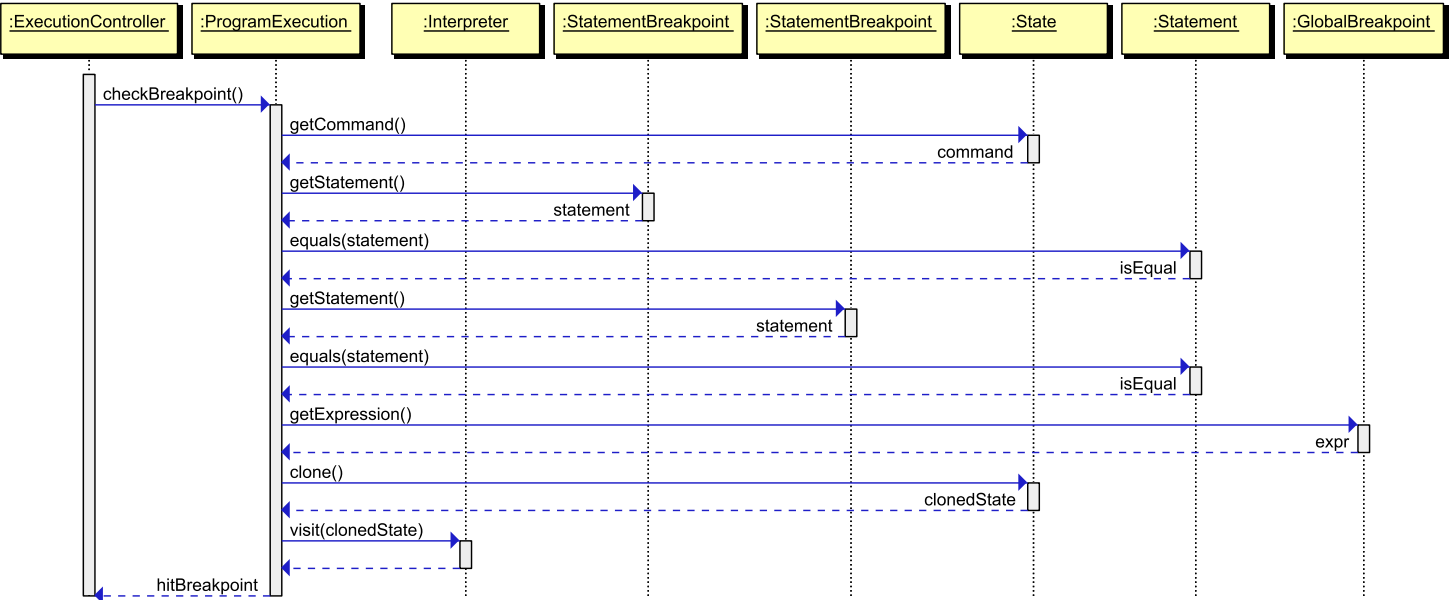 :ExecutionController :ProgramExecution :Interpreter :StatementBreakpoint :StatementBreakpoint :State :Statement :GlobalBreakpoint
checkBreakpoint()
getCommand()
command
getStatement()
statement
equals(statement)
isEqual
getStatement()
statement
equals(statement)
isEqual
getExpression()
expr
clone()
clonedState
visit(clonedState)
hitBreakpoint